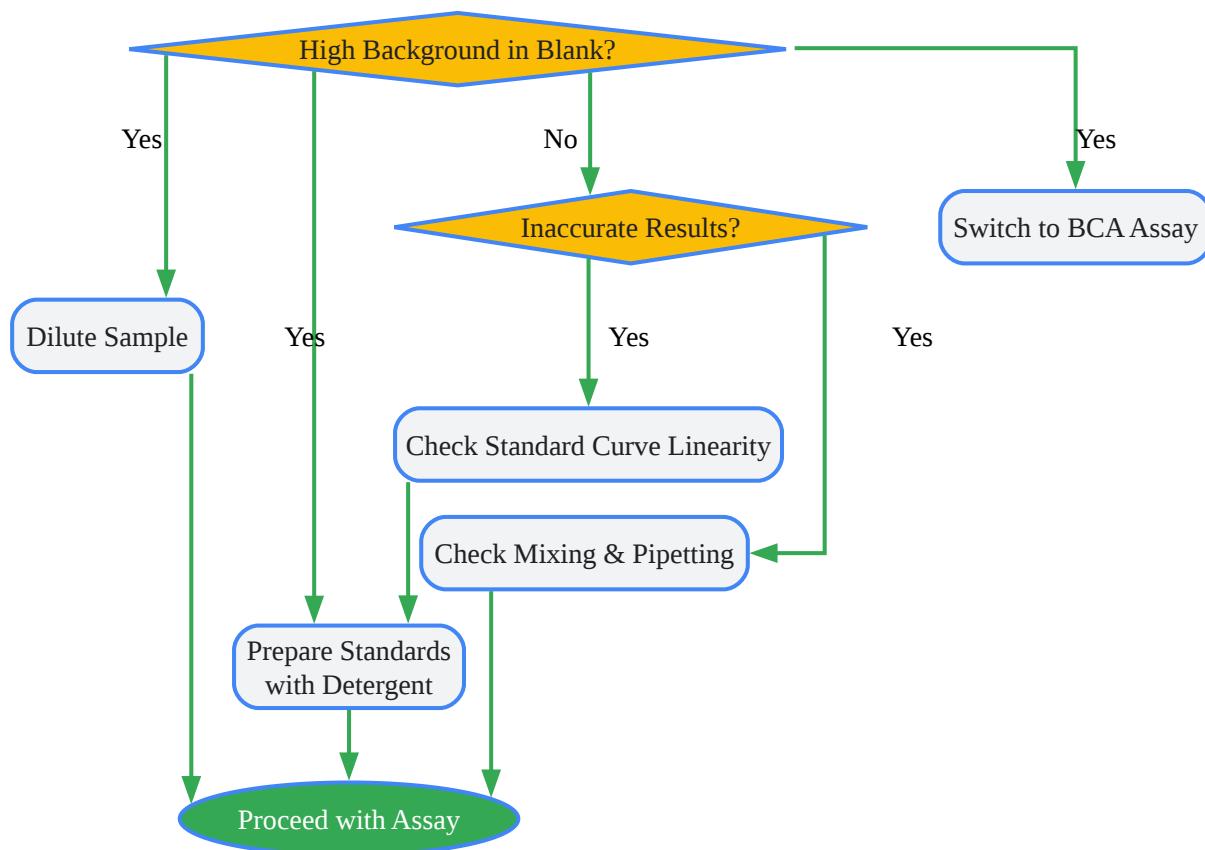 High Background in Blank?
Yes
No
Yes
Inaccurate Results?
Switch to BCA Assay
Dilute Sample
Yes
Yes
Yes
Check Standard Curve Linearity
Check Mixing & Pipetting
Prepare Standards
with Detergent
Proceed with Assay